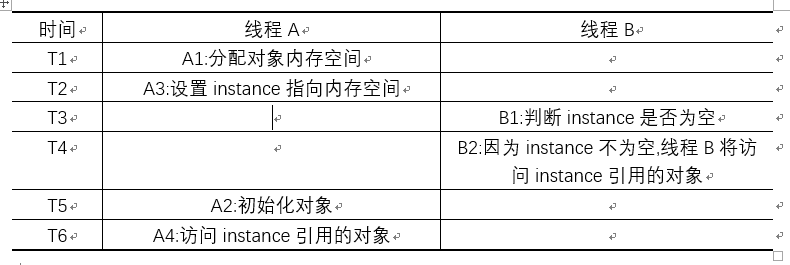 时间 线程A 线程B
T1 A1:分配对象内存空间
T2 A3:设置 instance 指向内存空间
T3 B1:判断 instance 是否为空
T4 B2:因为 instance 不为空,线程 B 将访
问 instance 引用的对象
T5 A2:初始化对象
T6 A4:访问 instance 引用的对象